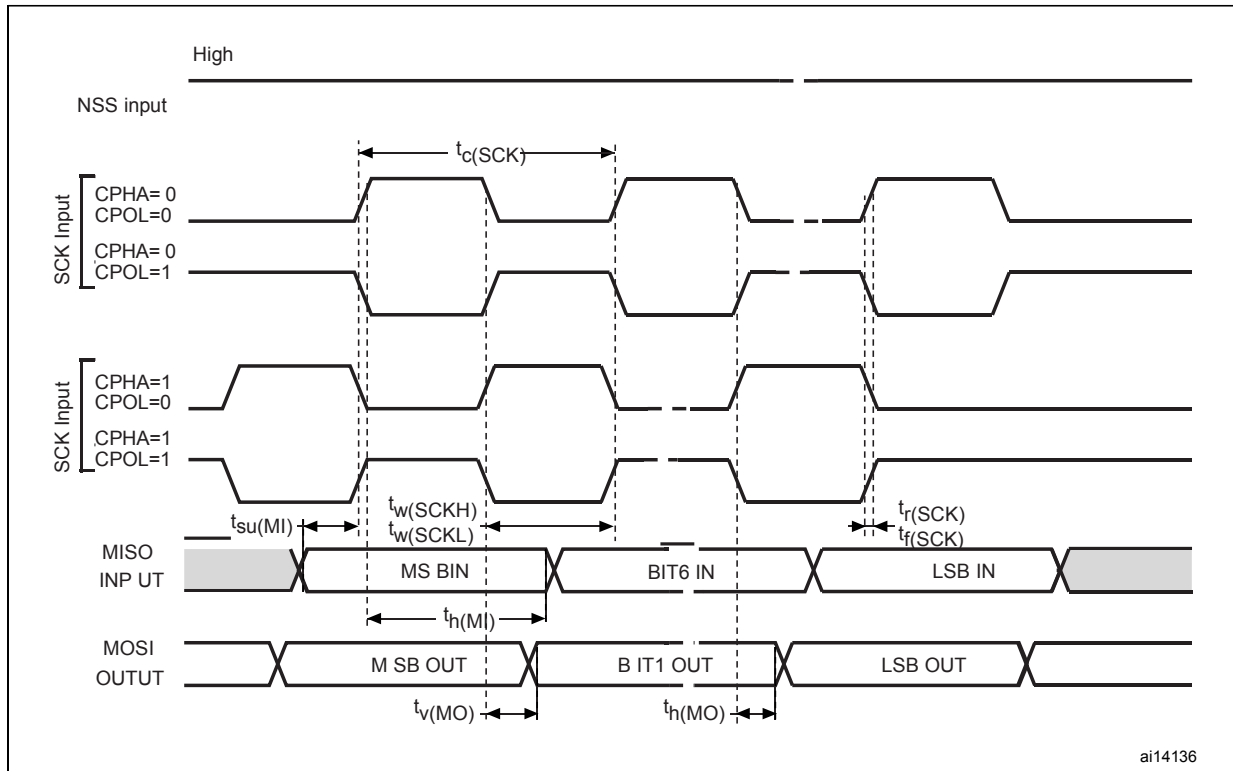 High
NSS input
tc(SCK)
SCK Input
CPHA= 0
CPOL=0
CPHA= 0
CPOL=1
SCK Input
CPHA=1
CPOL=0
CPHA=1
CPOL=1
tsu(MI)
tw(SCKH)
tw(SCKL)
tr(SCK)
tf(SCK)
MISO
INP UT
MS BIN
BIT6 IN
LSB IN
th(MI)
MOSI
OUTUT
M SB OUT
B IT1 OUT
LSB OUT
tv(MO)
th(MO)
ai14136